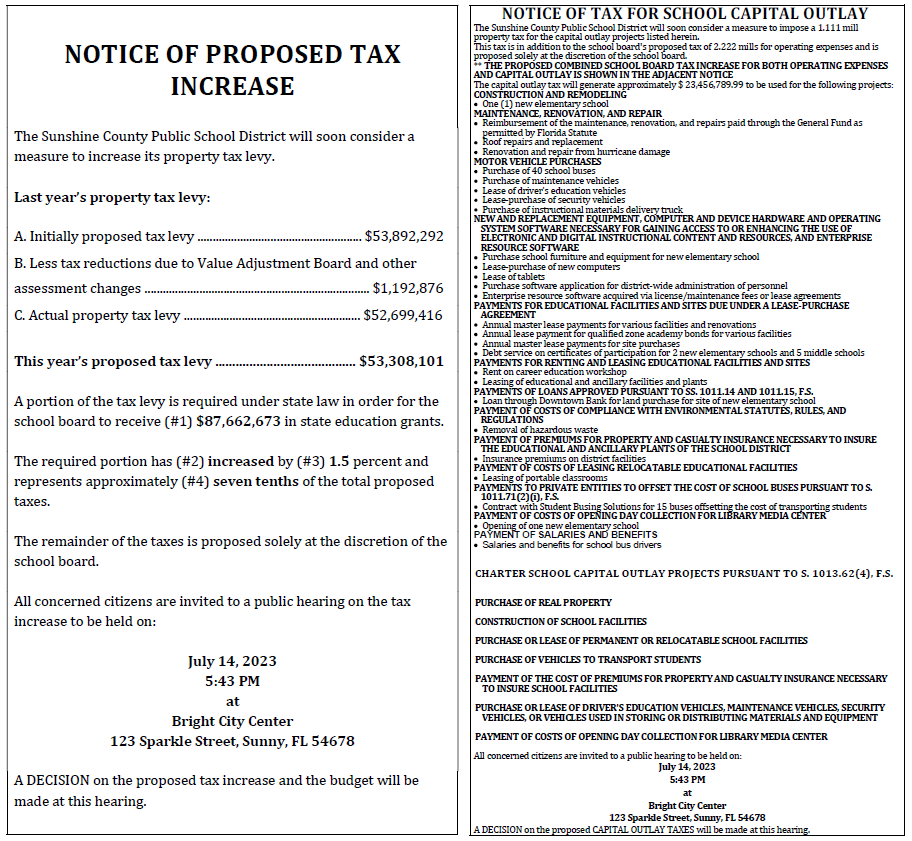 NOTICE OF PROPOSED TAX
INCREASE
The Sunshine County Public School District will soon consider a
measure to increase its property tax levy.
Last year's property tax levy:
A. Initially proposed tax levy ...................................................... $53,892,292
B. Less tax reductions due to Value Adjustment Board and other
assessment changes .......................................................................... $1,192,876
C. Actual property tax levy .......................................................... $52,699,416
This year's proposed tax levy ....................................... $53,308,101
A portion of the tax levy is required under state law in order for the
school board to receive (#1) $87,662,673 in state education grants.
The required portion has (#2) increased by (#3) 1.5 percent and
represents approximately (#4) seven tenths of the total proposed
taxes.
The remainder of the taxes is proposed solely at the discretion of the
school board.
All concerned citizens are invited to a public hearing on the tax
increase to be held on:
July 14, 2023
5:43 PM
at
Bright City Center
123 Sparkle Street, Sunny, FL 54678
A DECISION on the proposed tax increase and the budget will be
made at this hearing.
NOTICE OF TAX FOR SCHOOL CAPITAL OUTLAY
The Sunshine County Public School District will soon consider a measure to impose a 1.111 mill
property tax for the capital outlay projects listed herein.
This tax is in addition to the school board's proposed tax of 2.222 mills for operating expenses and is
proposed solely at the discretion of the school board.
** THE PROPOSED COMBINED SCHOOL BOARD TAX INCREASE FOR BOTH OPERATING EXPENSES
AND CAPITAL OUTLAY IS SHOWN IN THE ADJACENT NOTICE
The capital outlay tax will generate approximately $ 23,456,789.99 to be used for the following projects:
CONSTRUCTION AND REMODELING
• One (1) new elementary school
MAINTENANCE, RENOVATION, AND REPAIR
• Reimbursement of the maintenance, renovation, and repairs paid through the General Fund as
permitted by Florida Statute
• Roof repairs and replacement
• Renovation and repair from hurricane damage
MOTOR VEHICLE PURCHASES
• Purchase of 40 school buses
• Purchase of maintenance vehicles
• Lease of driver's education vehicles
• Lease-purchase of security vehicles
• Purchase of instructional materials delivery truck
NEW AND REPLACEMENT EQUIPMENT, COMPUTER AND DEVICE HARDWARE AND OPERATING
SYSTEM SOFTWARE NECESSARY FOR GAINING ACCESS TO OR ENHANCING THE USE OF
ELECTRONIC AND DIGITAL INSTRUCTIONAL CONTENT AND RESOURCES, AND ENTERPRISE
RESOURCE SOFTWARE
• Purchase school furniture and equipment for new elementary school
• Lease-purchase of new computers
• Lease of tablets
• Purchase software application for district-wide administration of personnel
• Enterprise resource software acquired via license/maintenance fees or lease agreements
PAYMENTS FOR EDUCATIONAL FACILITIES AND SITES DUE UNDER A LEASE-PURCHASE
AGREEMENT
• Annual master lease payments for various facilities and renovations
• Annual lease payment for qualified zone academy bonds for various facilities
• Annual master lease payments for site purchases
• Debt service on certificates of participation for 2 new elementary schools and 5 middle schools
PAYMENTS FOR RENTING AND LEASING EDUCATIONAL FACILITIES AND SITES
• Rent on career education workshop
• Leasing of educational and ancillary facilities and plants
PAYMENTS OF LOANS APPROVED PURSUANT TO SS. 1011.14 AND 1011.15, F.S.
• Loan through Downtown Bank for land purchase for site of new elementary school
PAYMENT OF COSTS OF COMPLIANCE WITH ENVIRONMENTAL STATUTES, RULES, AND
REGULATIONS
• Removal of hazardous waste
PAYMENT OF PREMIUMS FOR PROPERTY AND CASUALTY INSURANCE NECESSARY TO INSURE
THE EDUCATIONAL AND ANCILLARY PLANTS OF THE SCHOOL DISTRICT
• Insurance premiums on district facilities
PAYMENT OF COSTS OF LEASING RELOCATABLE EDUCATIONAL FACILITIES
• Leasing of portable classrooms
PAYMENTS TO PRIVATE ENTITIES TO OFFSET THE COST OF SCHOOL BUSES PURSUANT TO S.
1011.71(2)(i), F.S.
• Contract with Student Busing Solutions for 15 buses offsetting the cost of transporting students
PAYMENT OF COSTS OF OPENING DAY COLLECTION FOR LIBRARY MEDIA CENTER
• Opening of one new elementary school
PAYMENT OF SALARIES AND BENEFITS
• Salaries and benefits for school bus drivers
CHARTER SCHOOL CAPITAL OUTLAY PROJECTS PURSUANT TO S. 1013.62(4), F.S.
PURCHASE OF REAL PROPERTY
CONSTRUCTION OF SCHOOL FACILITIES
PURCHASE OR LEASE OF PERMANENT OR RELOCATABLE SCHOOL FACILITIES
PURCHASE OF VEHICLES TO TRANSPORT STUDENTS
PAYMENT OF THE COST OF PREMIUMS FOR PROPERTY AND CASUALTY INSURANCE NECESSARY
TO INSURE SCHOOL FACILITIES
PURCHASE OR LEASE OF DRIVER'S EDUCATION VEHICLES, MAINTENANCE VEHICLES, SECURITY
VEHICLES, OR VEHICLES USED IN STORING OR DISTRIBUTING MATERIALS AND EQUIPMENT
PAYMENT OF COSTS OF OPENING DAY COLLECTION FOR LIBRARY MEDIA CENTER
All concerned citizens are invited to a public hearing to be held on:
July 14, 2023
5:43 PM
at
Bright City Center
123 Sparkle Street, Sunny, FL 54678
A DECISION on the proposed CAPITAL OUTLAY TAXES will be made at this hearing.